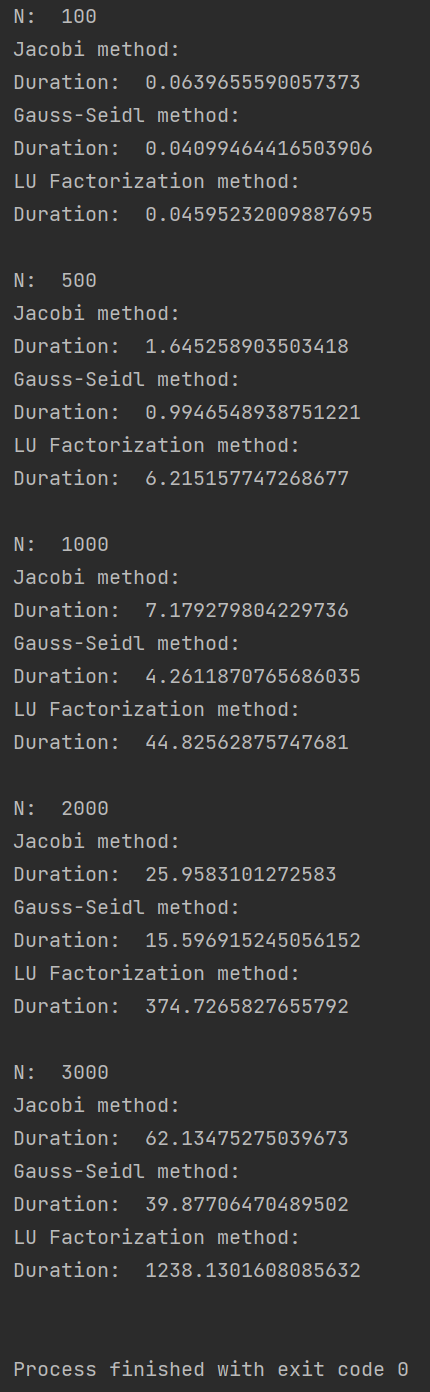 N:  100
Jacobi method:
Duration:  0.0639655590057373
Gauss-Seidl method:
Duration:  0.04099464416503906
LU Factorization method:
Duration:  0.04595232009887695
N:  500
Jacobi method:
Duration:  1.645258903503418
Gauss-Seidl method:
Duration:  0.9946548938751221
LU Factorization method:
Duration:  6.215157747268677
N:  1000
Jacobi method:
Duration:  7.179279804229736
Gauss-Seidl method:
Duration:  4.2611870765686035
LU Factorization method:
Duration:  44.82562875747681
N:  2000
Jacobi method:
Duration:  25.9583101272583
Gauss-Seidl method:
Duration:  15.596915245056152
LU Factorization method:
Duration:  374.7265827655792
N:  3000
Jacobi method:
Duration:  62.13475275039673
Gauss-Seidl method:
Duration:  39.87706470489502
LU Factorization method:
Duration:  1238.1301608085632
Process finished with exit code 0